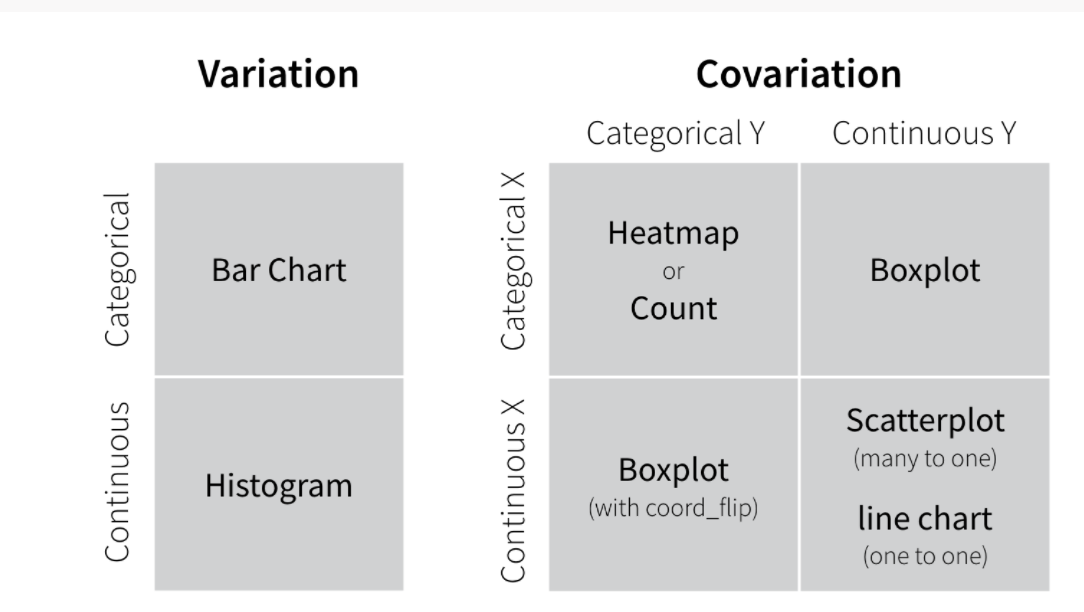 Variation
Categorical
Bar Chart
Continuous
Histogram
Covariation
Categorical Y
Continuous Y
Categorical X
Heatmap
or
Count
Boxplot
Continuous X
Boxplot
(with coord_flip)
Scatterplot
(many to one)
line chart
(one to one)